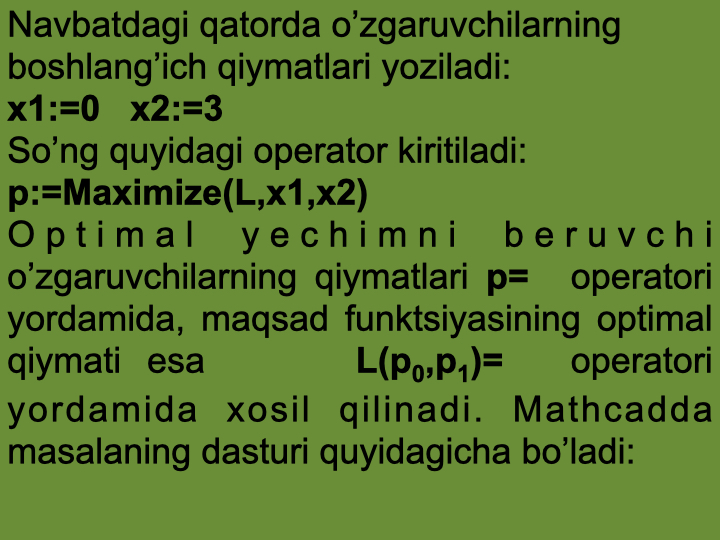 Navbatdagi qatorda o’zgaruvchilarning
boshlang’ich qiymatlari yoziladi:
x1:=0 x2:=3
So’ng quyidagi operator kiritiladi:
p:=Maximize(L,x1,x2)
Optimal yechimni beruvchi
o’zgaruvchilarning qiymatlari p= operatori
yordamida, maqsad funktsiyasining optimal
qiymati esa L(p₀,p₁)= operatori
yordamida xosil qilinadi. Mathcadda
masalaning dasturi quyidagicha bo’ladi: